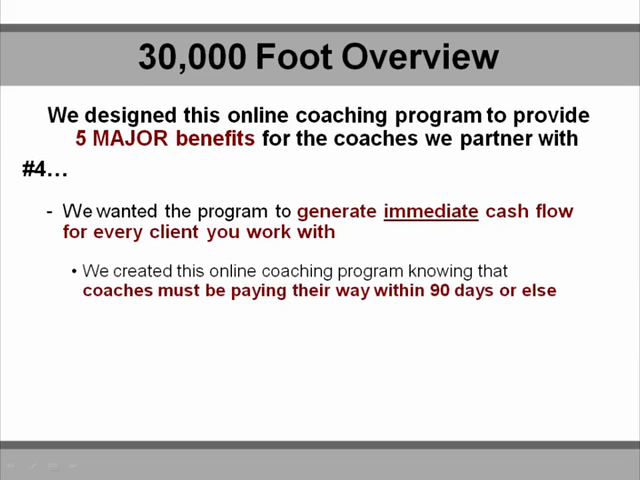 30,000 Foot Overview
We designed this online coaching program to provide
5 MAJOR benefits for the coaches we partner with
#4…
- We wanted the program to generate immediate cash flow
for every client you work with
• We created this online coaching program knowing that
coaches must be paying their way within 90 days or else